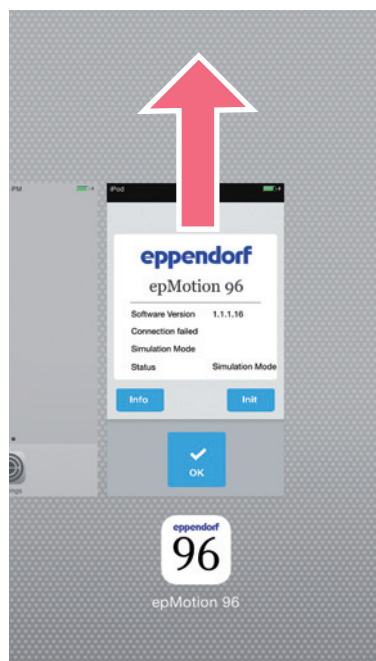 PM
iPod
eppendorf
epMotion 96
Software Version 1.1.1.16
Connection failed
Simulation Mode
Status Simulation Mode
Info Init
OK
eppendorf
96
epMotion 96